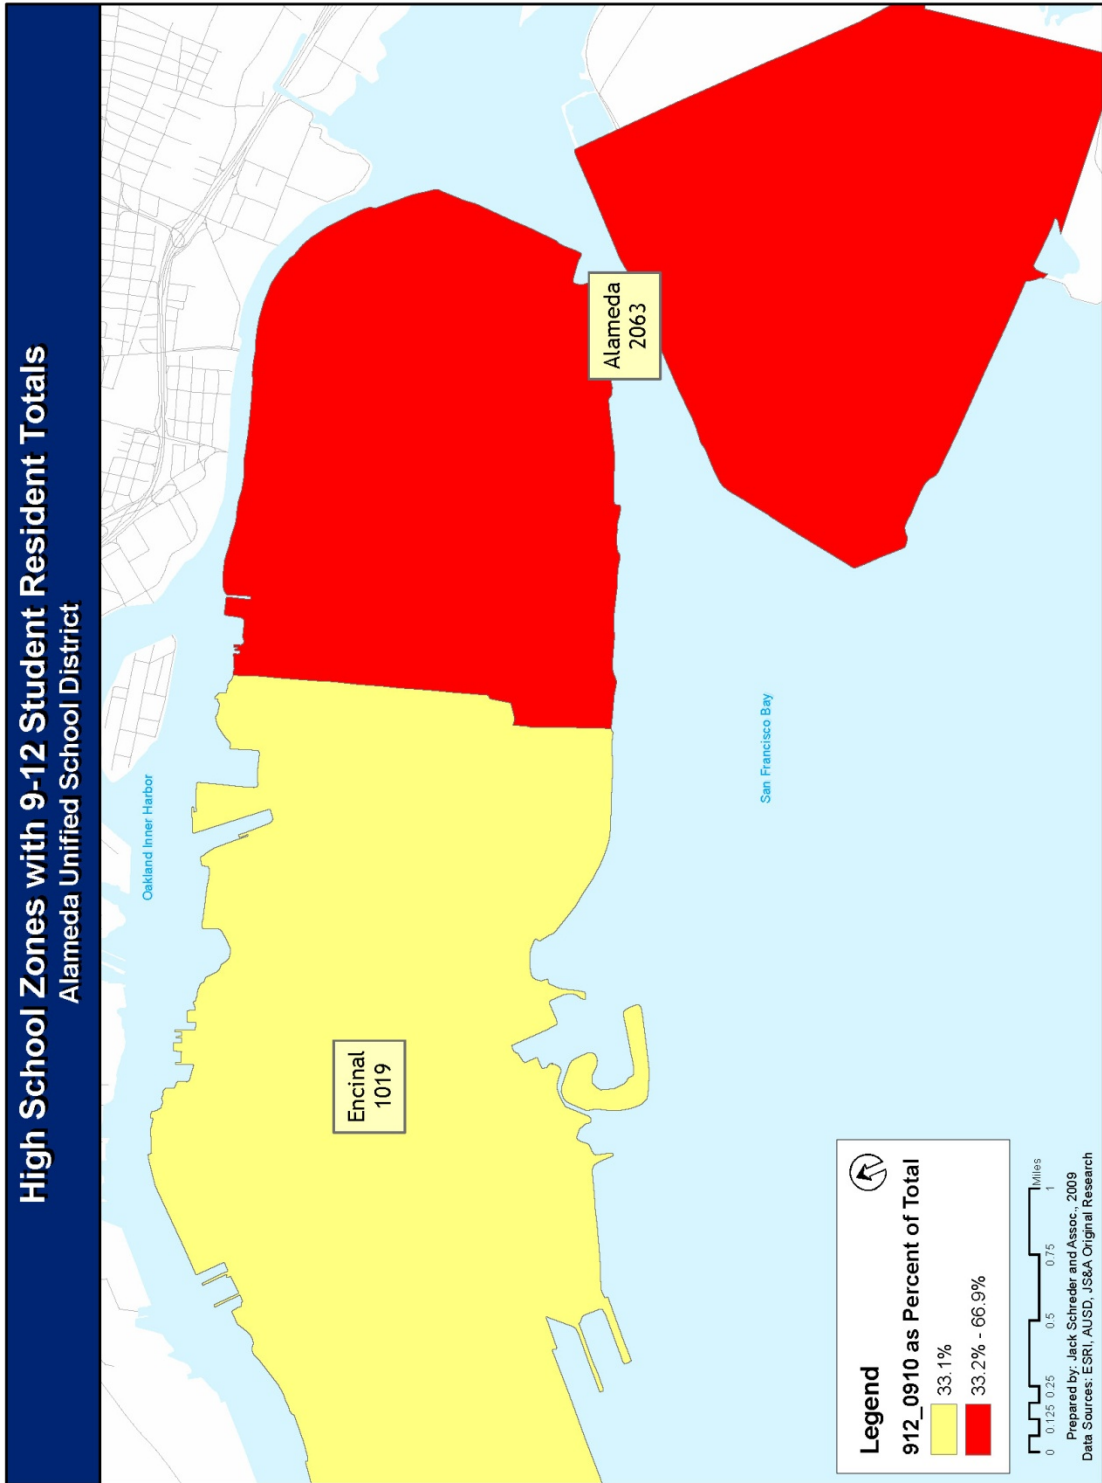 High School Zones with 9-12 Student Resident Totals
Alameda Unified School District
Oakland Inner Harbor
Encinal
1019
Alameda
2063
San Francisco Bay
Legend
912_0910 as Percent of Total
33.1%
33.2% - 66.9%
0 0.125 0.25 0.5 0.75 1
Miles
Prepared by: Jack Schreder and Assoc., 2009
Data Sources: ESRI, AUSD, JS&A Original Research